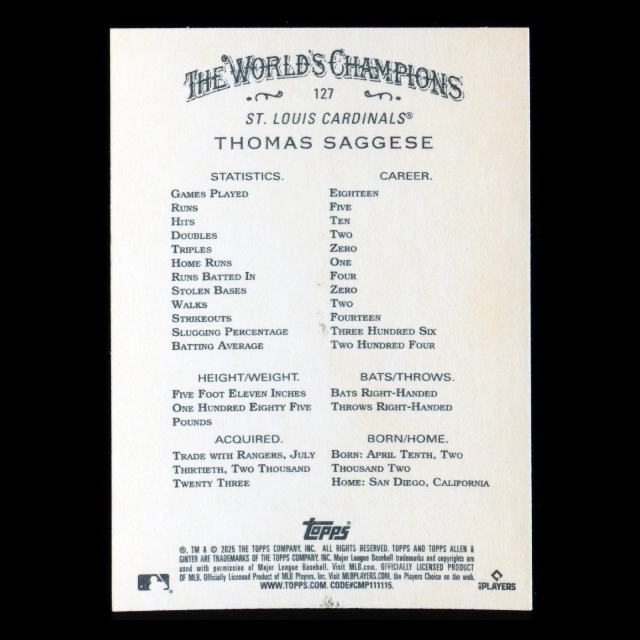 THE WORLD'S CHAMPIONS
127
ST. LOUIS CARDINALS®
THOMAS SAGGESE
STATISTICS. CAREER.
GAMES PLAYED EIGHTEEN
RUNS FIVE
HITS TEN
DOUBLES TWO
TRIPLES ZERO
HOME RUNS ONE
RUNS BATTED IN FOUR
STOLEN BASES ZERO
WALKS TWO
STRIKEOUTS FOURTEEN
SLUGGING PERCENTAGE THREE HUNDRED SIX
BATTING AVERAGE TWO HUNDRED FOUR
HEIGHT/WEIGHT.
FIVE FOOT ELEVEN INCHES
ONE HUNDRED EIGHTY FIVE
POUNDS
BATS/THROWS.
BATS RIGHT-HANDED
THROWS RIGHT-HANDED
ACQUIRED.
TRADE WITH RANGERS, JULY
THIRTIETH, TWO THOUSAND
TWENTY THREE
BORN/HOME.
BORN: APRIL TENTH, TWO
THOUSAND TWO
HOME: SAN DIEGO, CALIFORNIA
topps
®, TM & © 2025 THE TOPPS COMPANY, INC. ALL RIGHTS RESERVED. TOPPS AND TOPPS ALLEN &
GINTER ARE TRADEMARKS OF THE TOPPS COMPANY, INC. Major League Baseball trademarks and copyrights are
used with permission of Major League Baseball. Visit MLB.com. OFFICIALLY LICENSED PRODUCT
OF MLB. Officially Licensed Product of MLB Players, Inc. Visit MLBPLAYERS.COM, the Players Choice on the web.
WWW.TOPPS.COM. CODE#CMP111115.
PLAYERS